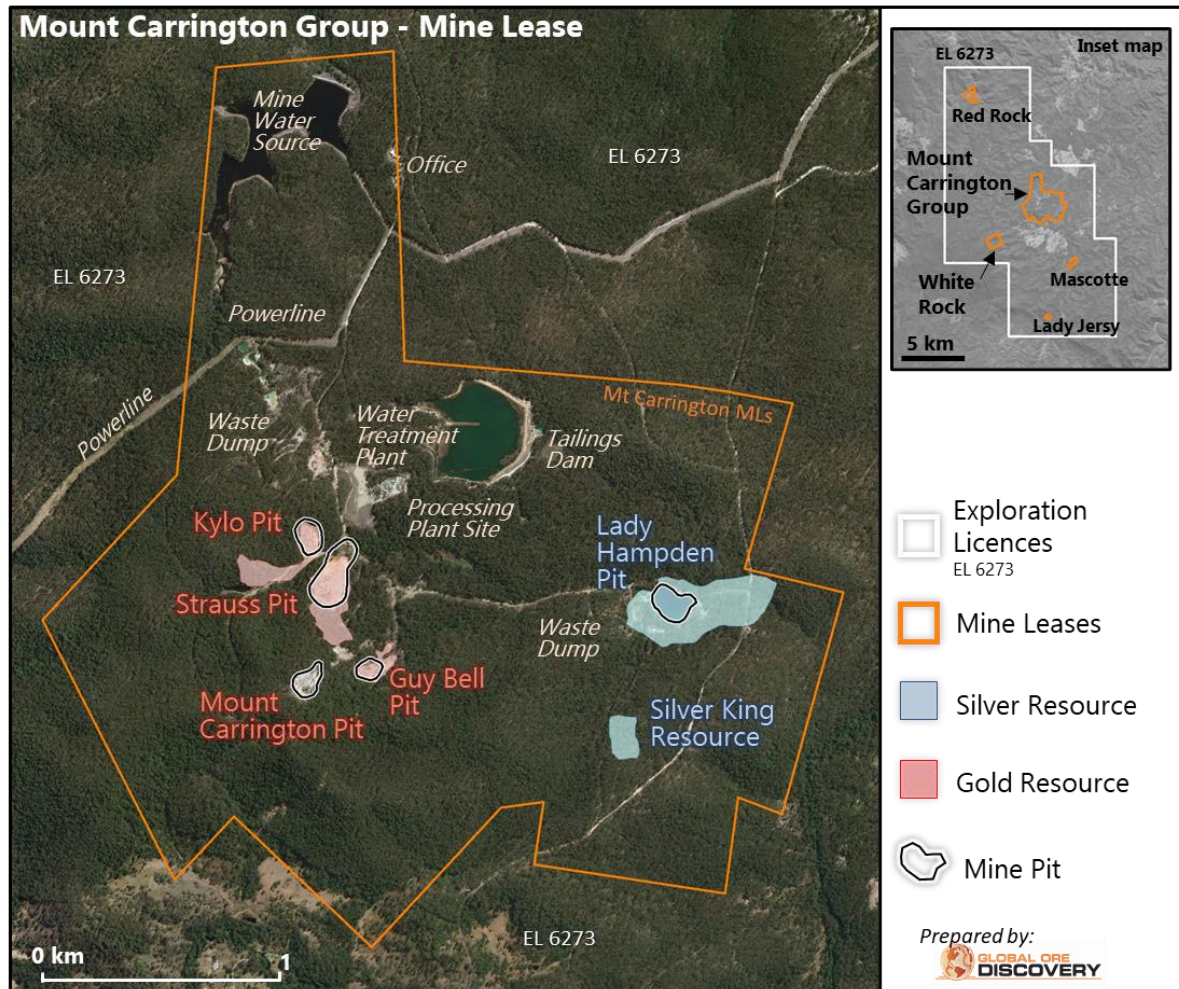 Mount Carrington Group - Mine Lease
Mine
Water
Source
Office
EL 6273
EL 6273
Powerline
Powerline
Waste
Dump
Water
Treatment
Plant
Tailings
Dam
Mt Carrington MLs
Processing
Plant Site
Kylo Pit
Strauss Pit
Lady
Hampden
Pit
Waste
Dump
Mount
Carrington Pit
Guy Bell
Pit
Silver King
Resource
EL 6273
0 km
1
Inset map
EL 6273
Red Rock
Mount
Carrington
Group
White
Rock
Mascotte
Lady Jersy
5 km
Exploration
Licences
EL 6273
Mine Leases
Silver Resource
Gold Resource
Mine Pit
Prepared by:
GLOBAL ORE
DISCOVERY